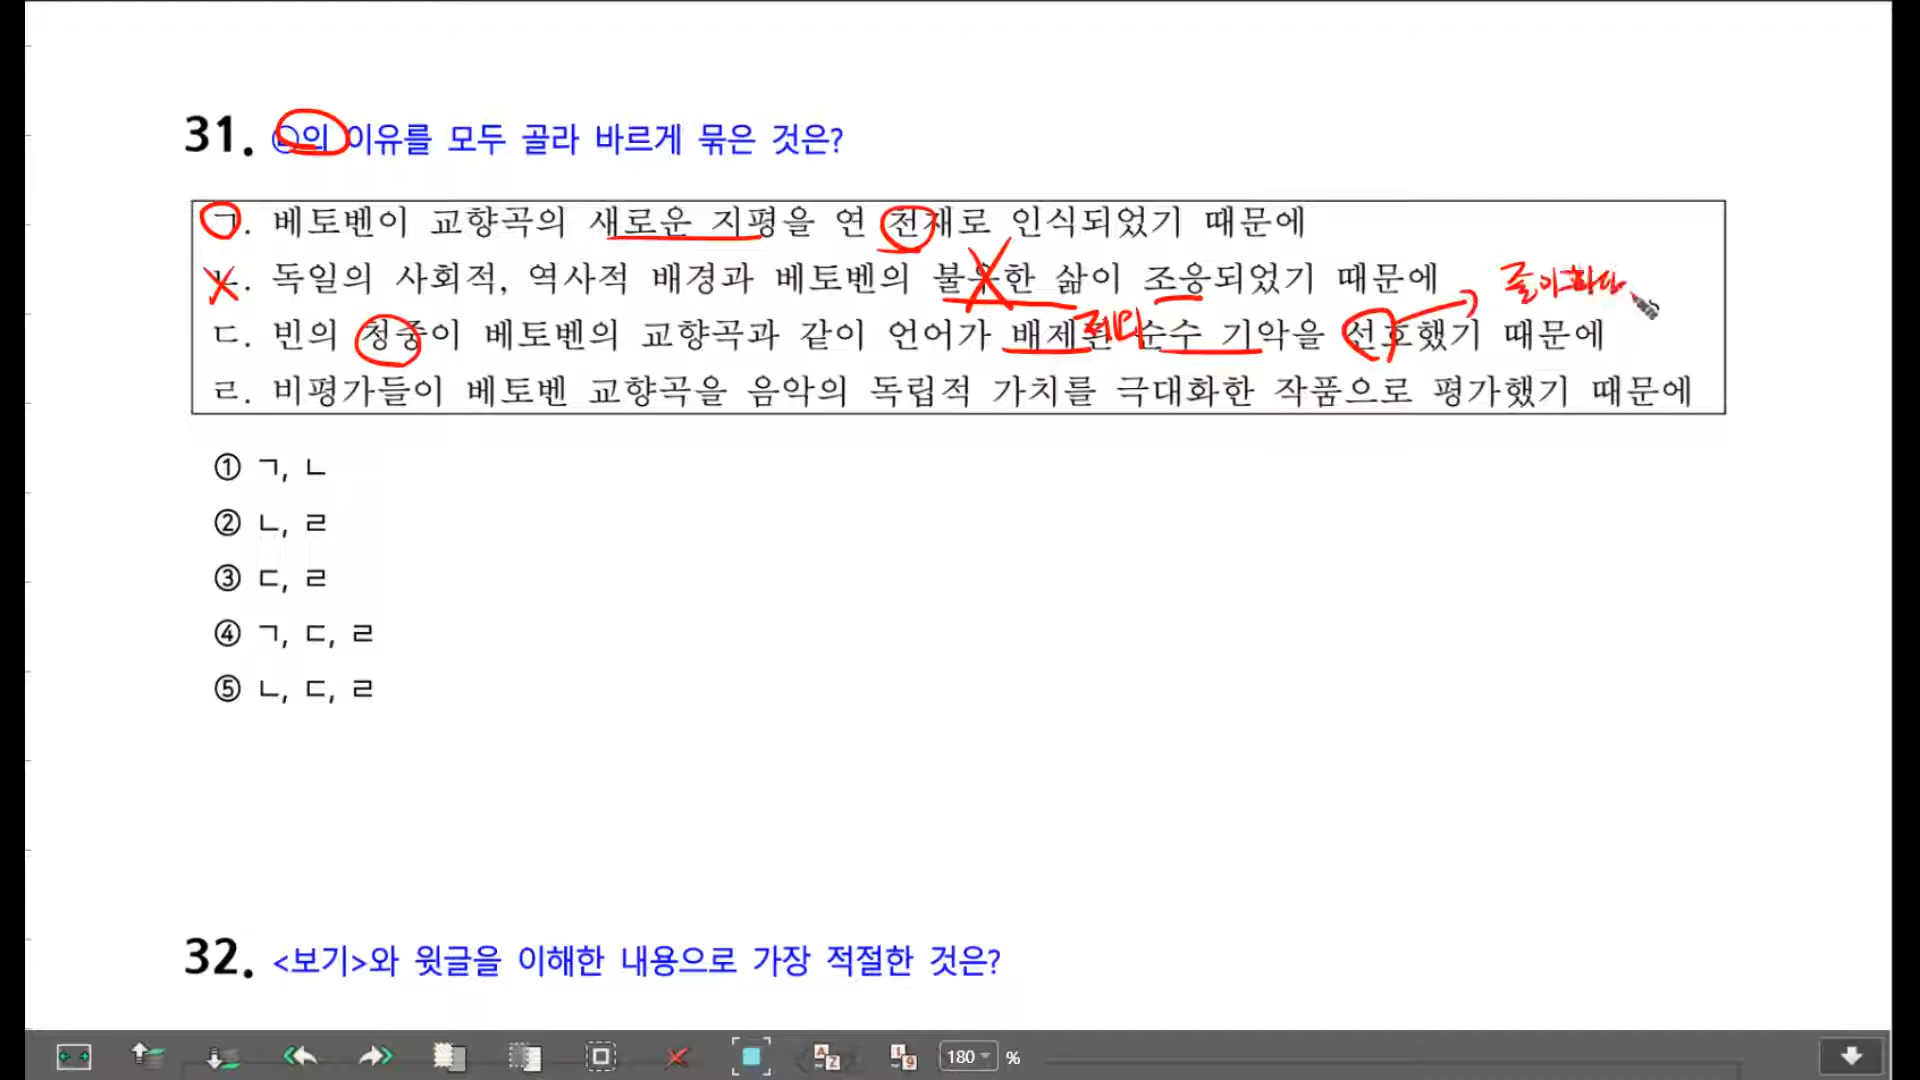 31. ㉠의 이유를 모두 골라 바르게 묶은 것은?
ㄱ. 베토벤이 교향곡의 새로운 지평을 연 천재로 인식되었기 때문에
ㄴ. 독일의 사회적, 역사적 배경과 베토벤의 불우한 삶이 조응되었기 때문에
즐아하다
ㄷ. 빈의 청중이 베토벤의 교향곡과 같이 언어가 배제된 순수 기악을 선호했기 때문에
ㄹ. 비평가들이 베토벤 교향곡을 음악의 독립적 가치를 극대화한 작품으로 평가했기 때문에
① ㄱ, ㄴ
② ㄴ, ㄹ
③ ㄷ, ㄹ
④ ㄱ, ㄷ, ㄹ
⑤ ㄴ, ㄷ, ㄹ
32. <보기>와 윗글을 이해한 내용으로 가장 적절한 것은?
180 %